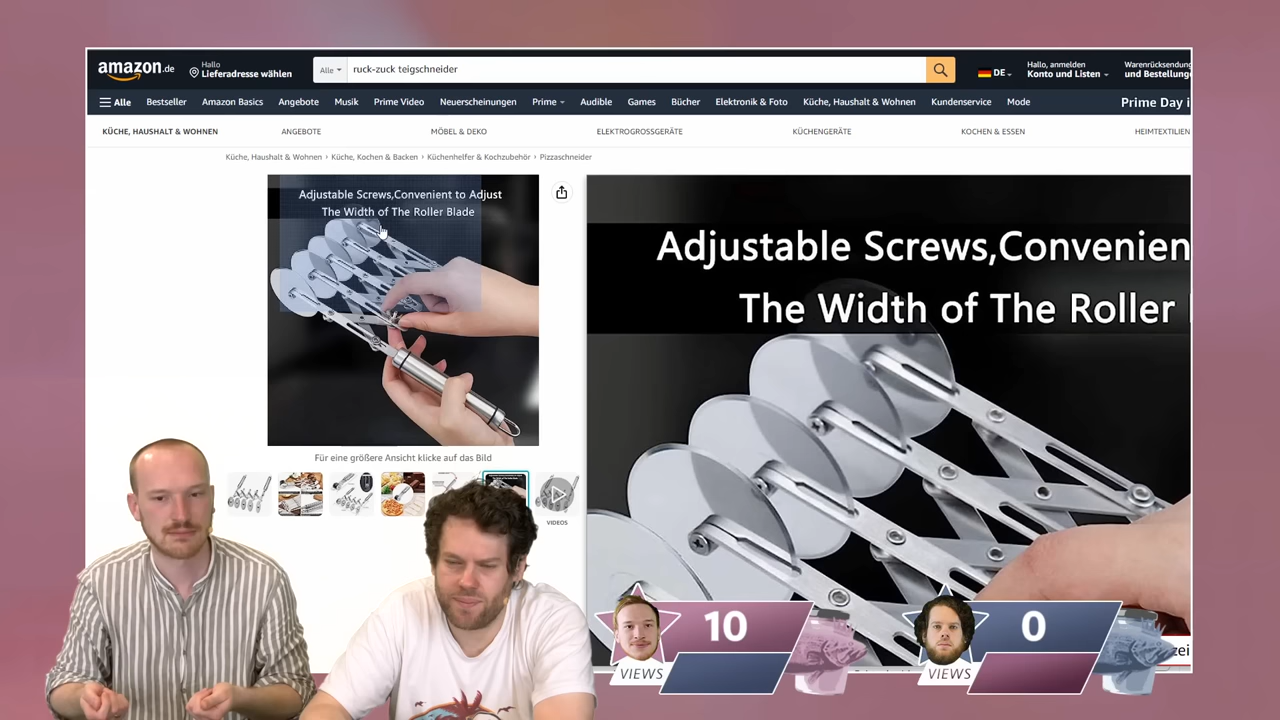 amazon.de
Hallo
Lieferadresse wählen
Alle
ruck-zuck teigschneider
DE
Hallo, anmelden
Konto und Listen
Warenrücksendung
und Bestellung
Alle
Bestseller
Amazon Basics
Angebote
Musik
Prime Video
Neuerscheinungen
Prime
Audible
Games
Bücher
Elektronik & Foto
Küche, Haushalt & Wohnen
Kundenservice
Mode
Prime Day i
KÜCHE, HAUSHALT & WOHNEN
ANGEBOTE
MÖBEL & DEKO
ELEKTROGROSSGERÄTE
KÜCHENGERÄTE
KOCHEN & ESSEN
HEIMTEXTILIEN
Küche, Haushalt & Wohnen › Küche, Kochen & Backen › Küchenhelfer & Kochzubehör › Pizzaschneider
Adjustable Screws,Convenient to Adjust
The Width of The Roller Blade
Adjustable Screws,Convenien
The Width of The Roller
Für eine größere Ansicht klicke auf das Bild
VIDEOS
10
VIEWS
0
VIEWS
zei